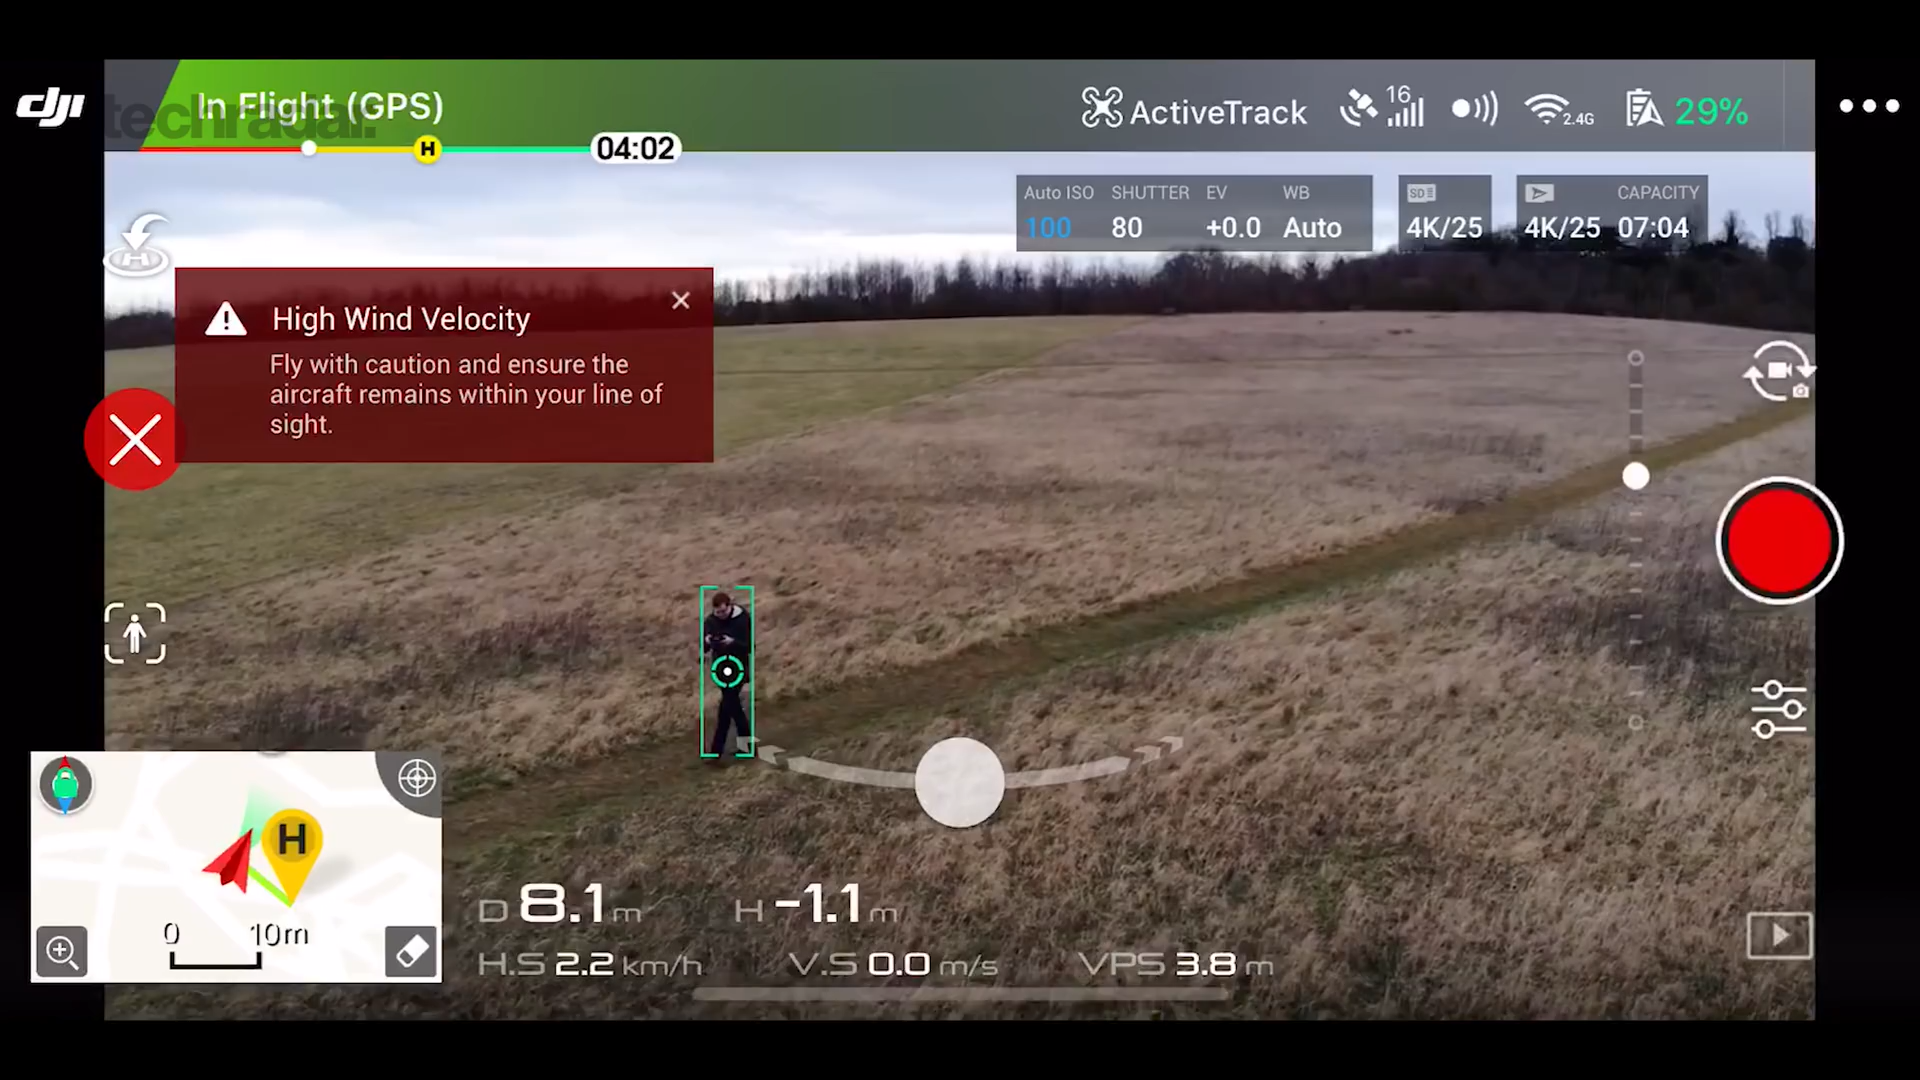 dji
techradar.
In Flight (GPS)
ActiveTrack
16
2.4G
29%
H
04:02
Auto ISO SHUTTER EV WB
100 80 +0.0 Auto
SD
4K/25
CAPACITY
4K/25 07:04
H
High Wind Velocity
Fly with caution and ensure the
aircraft remains within your line of
sight.
H
0 10m
D 8.1 m H -1.1 m
H.S 2.2 km/h V.S 0.0 m/s VPS 3.8 m